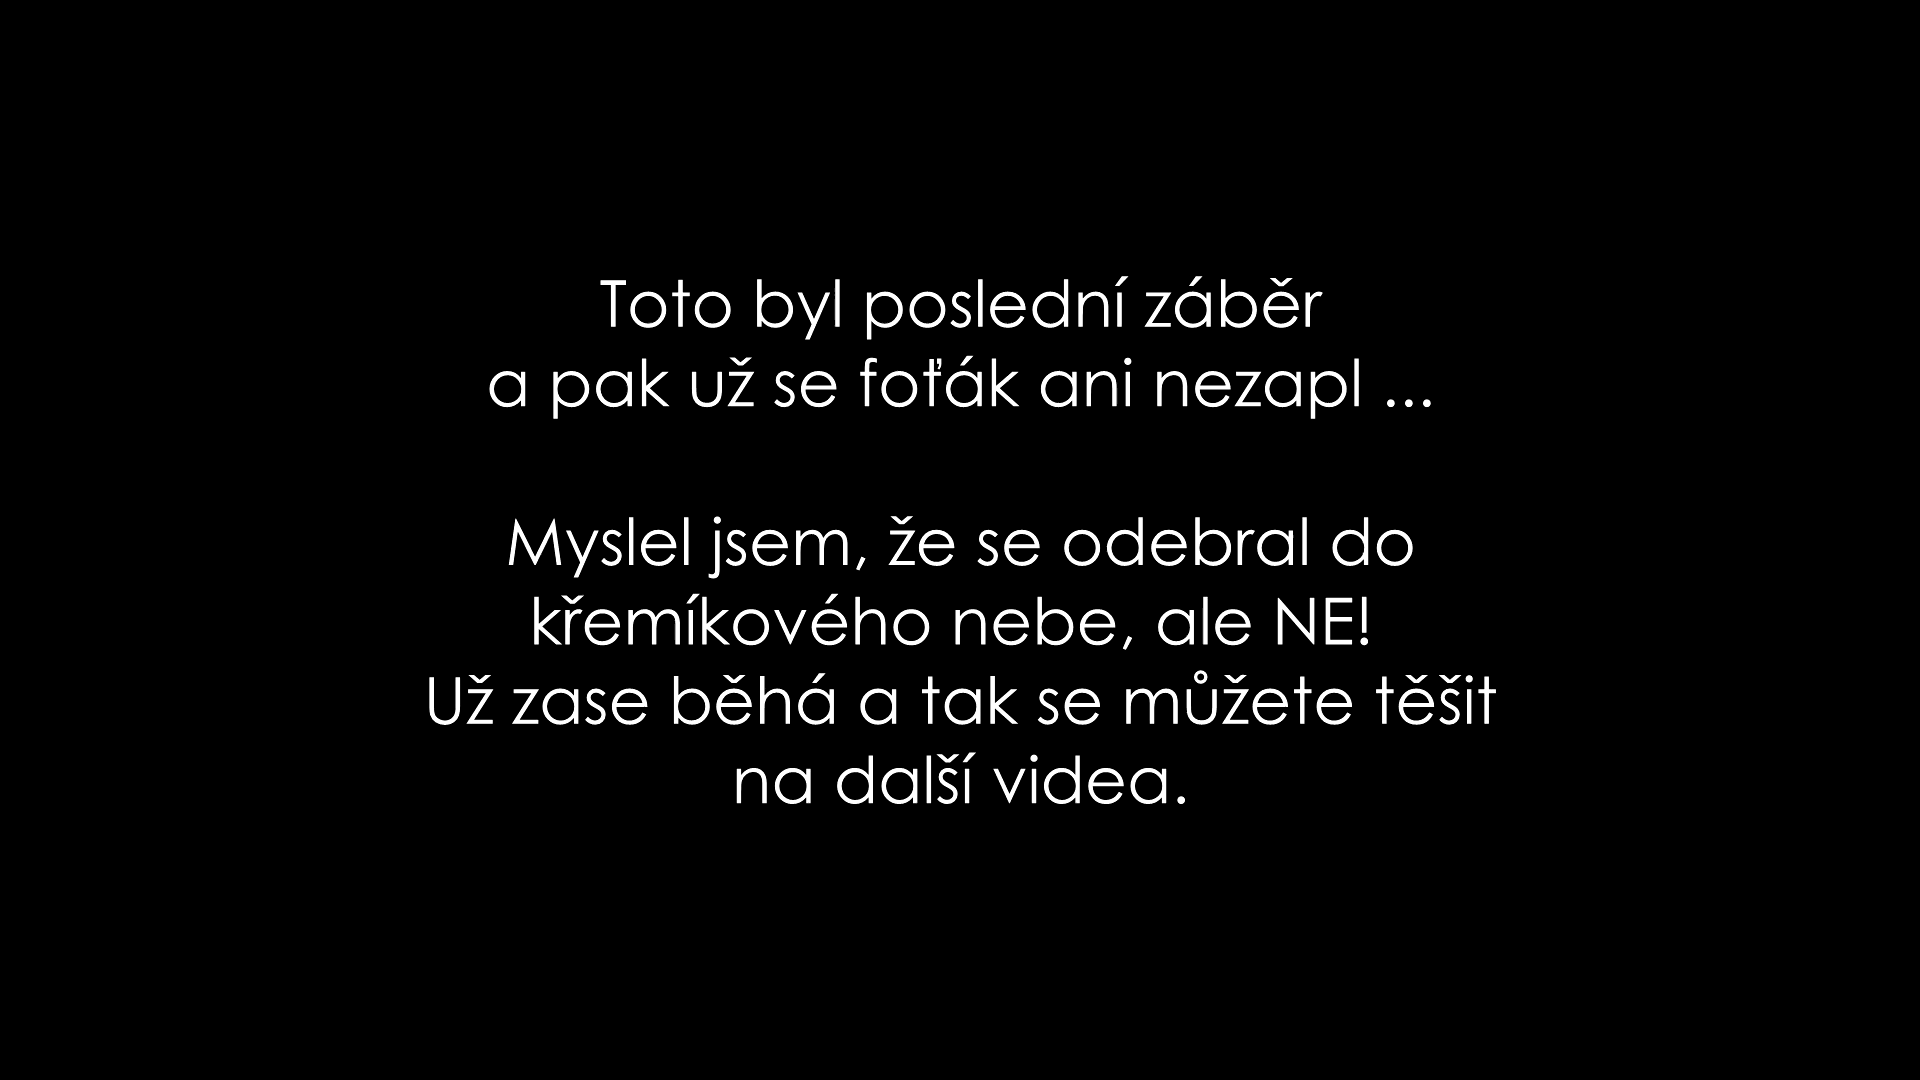 Toto byl poslední záběr
a pak už se foťák ani nezapl ...
Myslel jsem, že se odebral do
křemíkového nebe, ale NE!
Už zase běhá a tak se můžete těšit
na další videa.